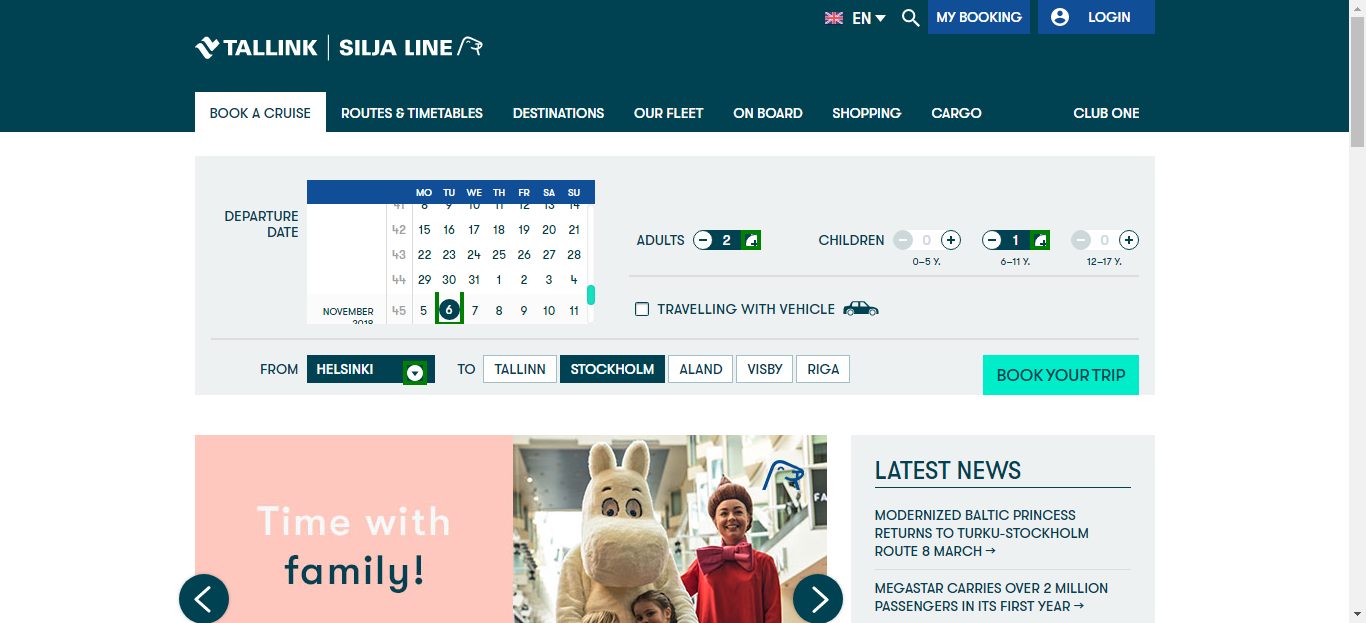 EN
MY BOOKING
LOGIN
TALLINK | SILJA LINE
BOOK A CRUISE
ROUTES & TIMETABLES
DESTINATIONS
OUR FLEET
ON BOARD
SHOPPING
CARGO
CLUB ONE
DEPARTURE
DATE
MO TU WE TH FR SA SU
41 8 9 10 11 12 13 14
42 15 16 17 18 19 20 21
43 22 23 24 25 26 27 28
44 29 30 31 1 2 3 4
NOVEMBER 45 5 6 7 8 9 10 11
2018
ADULTS 2
CHILDREN 0 1 0
0–5 Y. 6–11 Y. 12–17 Y.
TRAVELLING WITH VEHICLE
FROM HELSINKI TO TALLINN STOCKHOLM ALAND VISBY RIGA
BOOK YOUR TRIP
Time with
family!
LATEST NEWS
MODERNIZED BALTIC PRINCESS
RETURNS TO TURKU-STOCKHOLM
ROUTE 8 MARCH →
MEGASTAR CARRIES OVER 2 MILLION
PASSENGERS IN ITS FIRST YEAR →